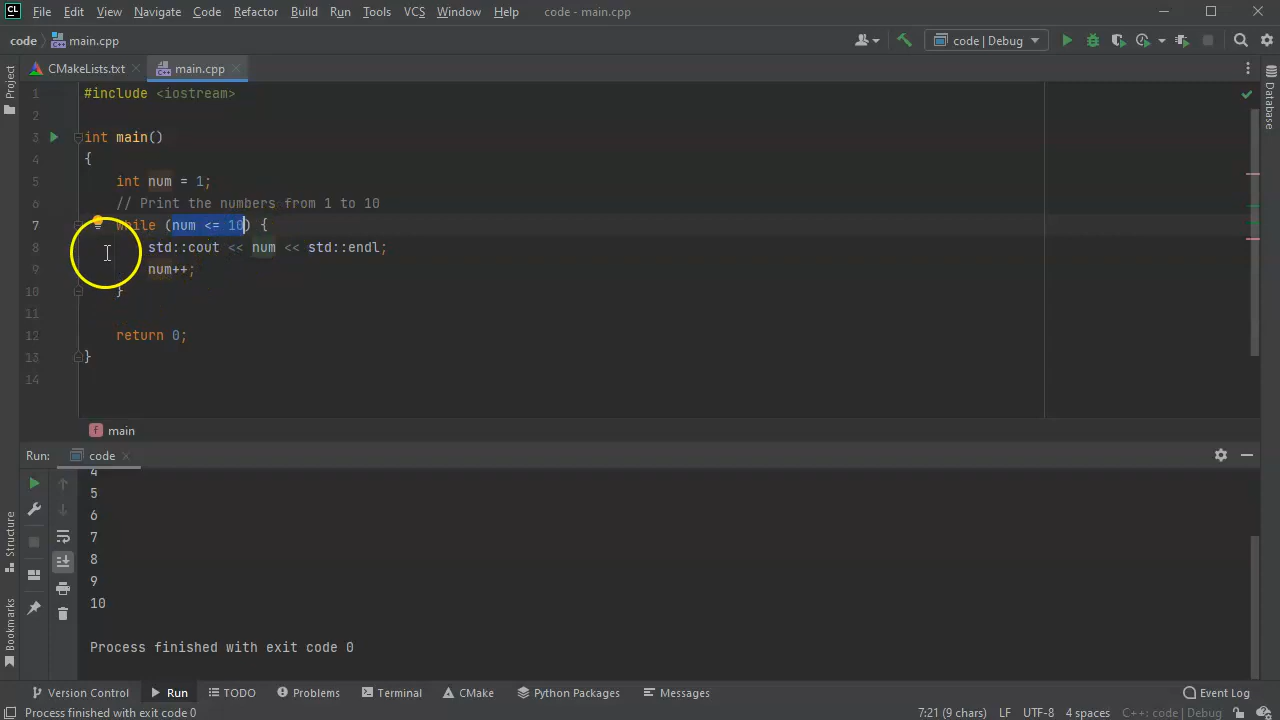 CL File Edit View Navigate Code Refactor Build Run Tools VCS Window Help code - main.cpp
code main.cpp code | Debug
CMakeLists.txt main.cpp
Project
Database
1 #include <iostream>
2
3 int main()
4 {
5 int num = 1;
6 // Print the numbers from 1 to 10
7 while (num <= 10) {
8 std::cout << num << std::endl;
9 num++;
10 }
11
12 return 0;
13 }
14
f main
Run: code
4
5
6
7
8
9
10
Process finished with exit code 0
Structure
Bookmarks
Version Control Run TODO Problems Terminal CMake Python Packages Messages Event Log
Process finished with exit code 0 7:21 (9 chars) LF UTF-8 4 spaces C++: code | Debug